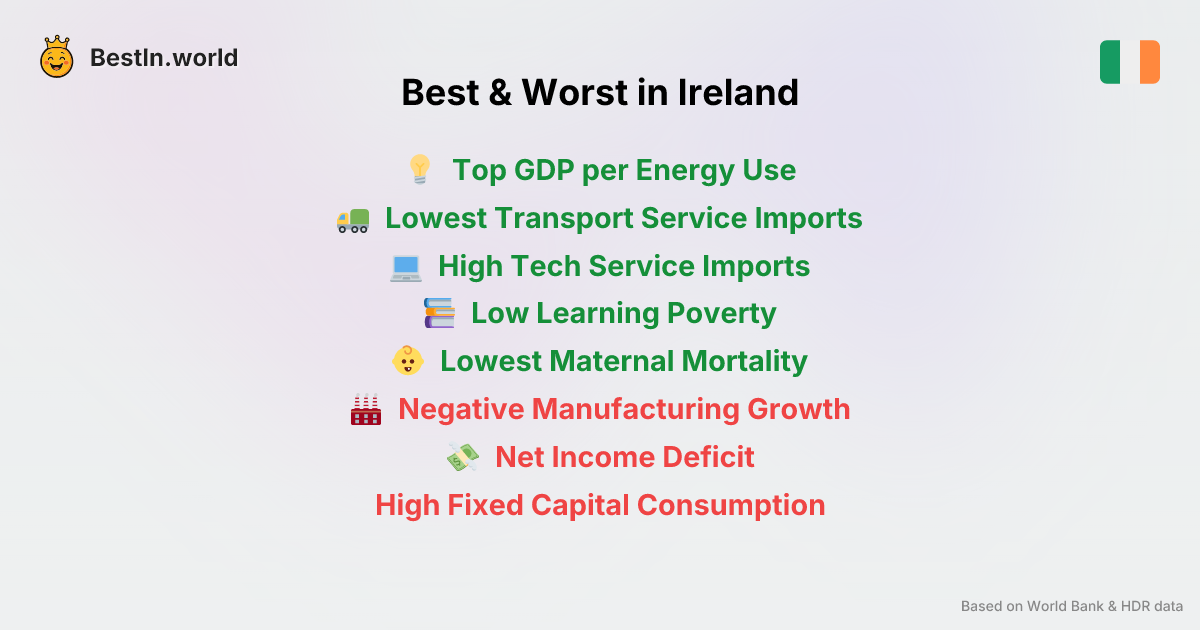 BestIn.world
Best & Worst in Ireland
Top GDP per Energy Use
Lowest Transport Service Imports
High Tech Service Imports
Low Learning Poverty
Lowest Maternal Mortality
Negative Manufacturing Growth
Net Income Deficit
High Fixed Capital Consumption
Based on World Bank & HDR data